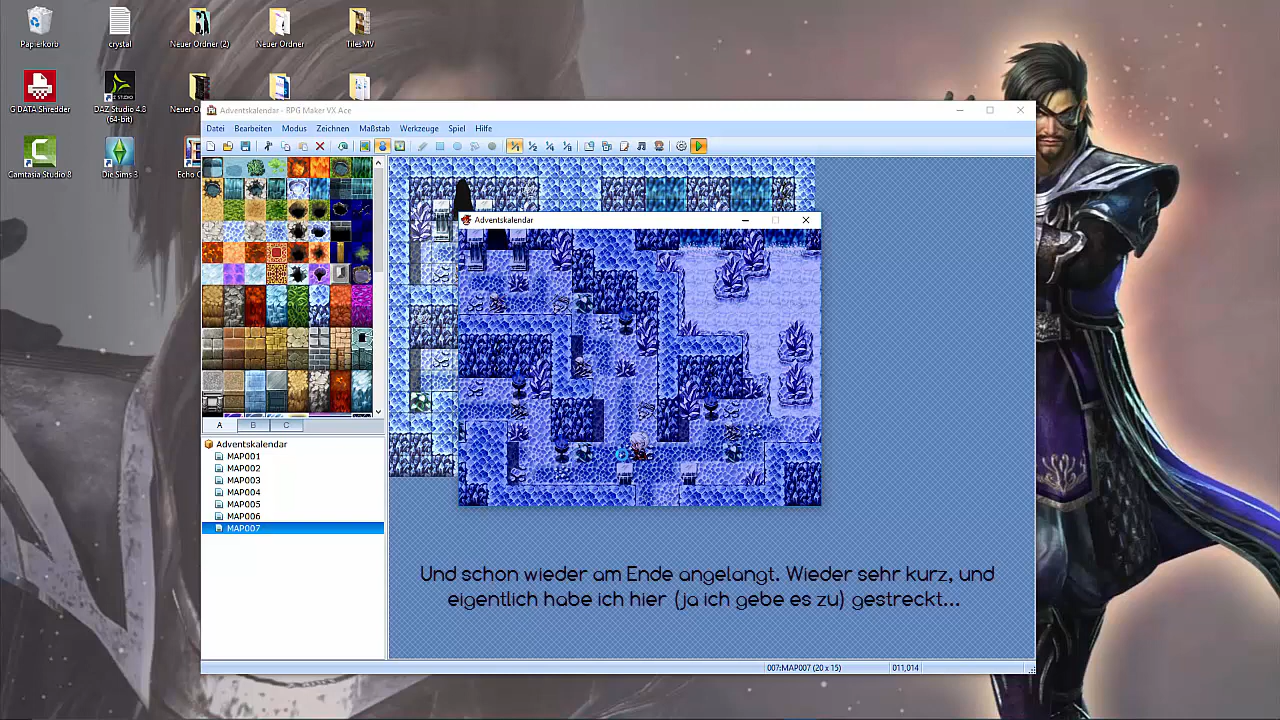 Papierkorb
crystal
Neuer Ordner (2)
Neuer Ordner
TilesMV
G DATA Shredder
DAZ Studio 4.8
(64-bit)
Camtasia Studio 8
Die Sims 3
Adventskalendar - RPG Maker VX Ace
Datei Bearbeiten Modus Zeichnen Maßstab Werkzeuge Spiel Hilfe
Adventskalendar
A B C
Adventskalendar
MAP001
MAP002
MAP003
MAP004
MAP005
MAP006
MAP007
Und schon wieder am Ende angelangt. Wieder sehr kurz, und
eigentlich habe ich hier (ja ich gebe es zu) gestreckt...
007:MAP007 (20 x 15) 011,014